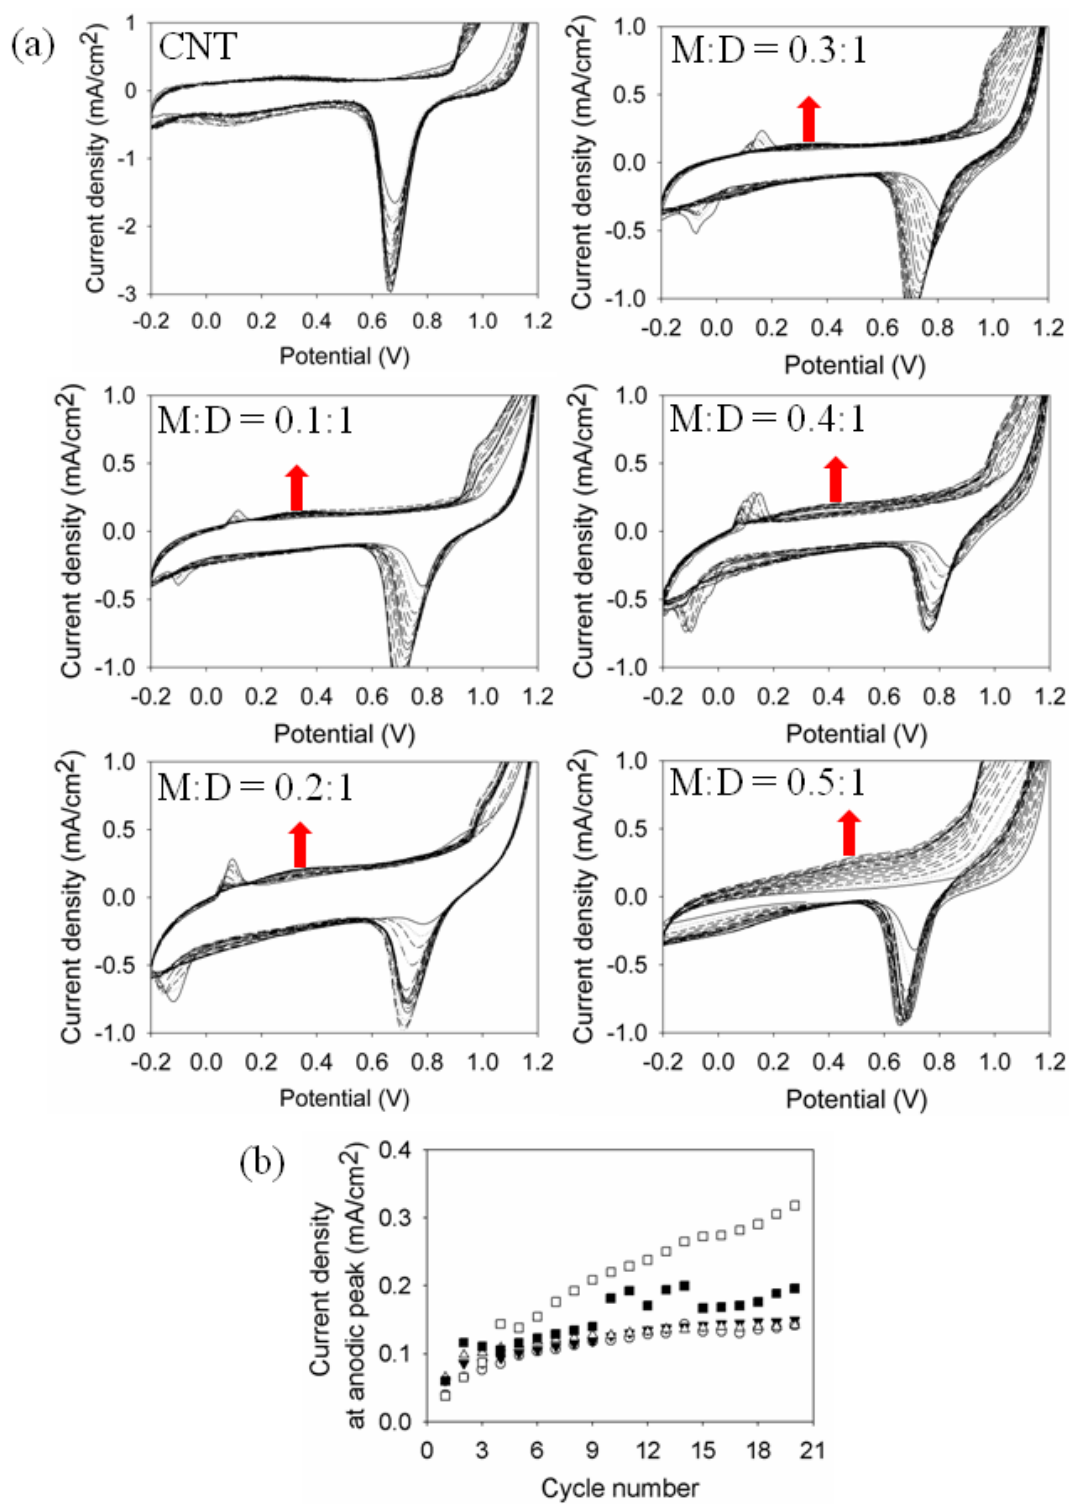 (a)
CNT
Current density (mA/cm2)
1
0
-1
-2
-3
-0.2 0.0 0.2 0.4 0.6 0.8 1.0 1.2
Potential (V)
M:D = 0.3:1
Current density (mA/cm2)
1.0
0.5
0.0
-0.5
-1.0
-0.2 0.0 0.2 0.4 0.6 0.8 1.0 1.2
Potential (V)
M:D = 0.1:1
Current density (mA/cm2)
1.0
0.5
0.0
-0.5
-1.0
-0.2 0.0 0.2 0.4 0.6 0.8 1.0 1.2
Potential (V)
M:D = 0.4:1
Current density (mA/cm2)
1.0
0.5
0.0
-0.5
-1.0
-0.2 0.0 0.2 0.4 0.6 0.8 1.0 1.2
Potential (V)
M:D = 0.2:1
Current density (mA/cm2)
1.0
0.5
0.0
-0.5
-1.0
-0.2 0.0 0.2 0.4 0.6 0.8 1.0 1.2
Potential (V)
M:D = 0.5:1
Current density (mA/cm2)
1.0
0.5
0.0
-0.5
-1.0
-0.2 0.0 0.2 0.4 0.6 0.8 1.0 1.2
Potential (V)
(b)
Current density
at anodic peak (mA/cm2)
0.4
0.3
0.2
0.1
0.0
0 3 6 9 12 15 18 21
Cycle number